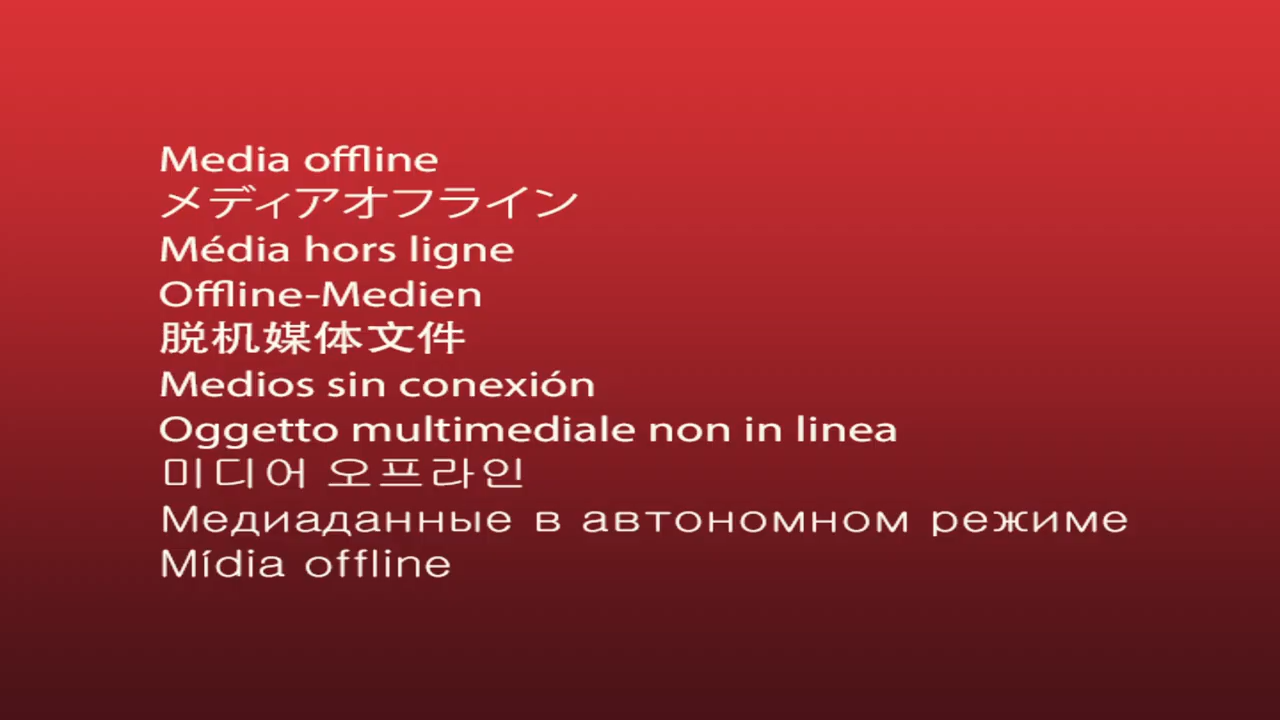 Media offline
メディアオフライン
Média hors ligne
Offline-Medien
脱机媒体文件
Medios sin conexión
Oggetto multimediale non in linea
미디어 오프라인
Медиаданные в автономном режиме
Mídia offline